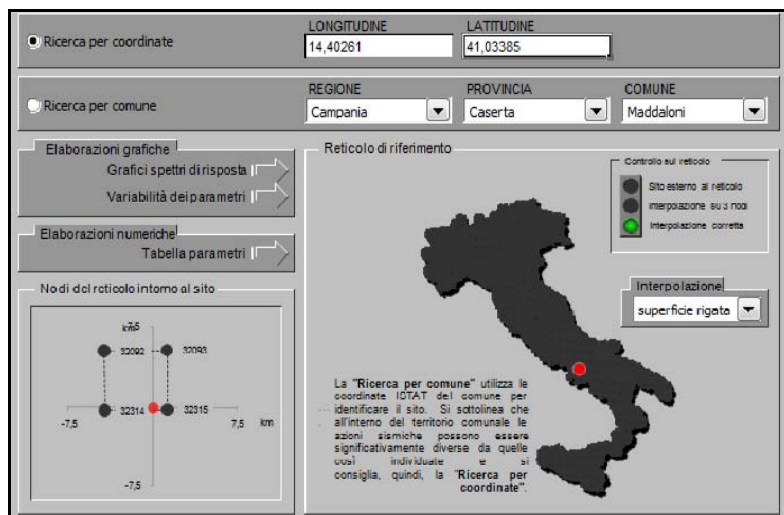 LONGITUDINE LATITUDINE
Ricerca per coordinate 14,40261 41,03385
REGIONE PROVINCIA COMUNE
Ricerca per comune Campania Caserta Maddaloni
Elaborazioni grafiche
Grafici spettri di risposta
Variabilità dei parametri
Elaborazioni numeriche
Tabella parametri
Nodi del reticolo intorno al sito
km 7,5
32092 32093
32314 32315
-7,5 7,5 km
-7,5
Reticolo di riferimento
Controllo sul reticolo
Sito esterno al reticolo
Interpolazione su 3 nodi
Interpolazione corretta
Interpolazione
superficie rigata
La "Ricerca per comune" utilizza le
coordinate ISTAT del comune per
identificare il sito. Si sottolinea che
all'interno del territorio comunale le
azioni sismiche possono essere
significativamente diverse da quelle
così individuate e si
consiglia, quindi, la "Ricerca per
coordinate".